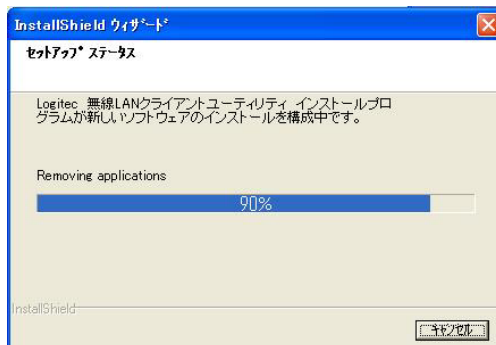 InstallShield ウィザード
セットアップ ステータス
Logitec 無線LANクライアントユーティリティ インストールプロ
グラムが新しいソフトウェアのインストールを構成中です。
Removing applications
90%
InstallShield
キャンセル